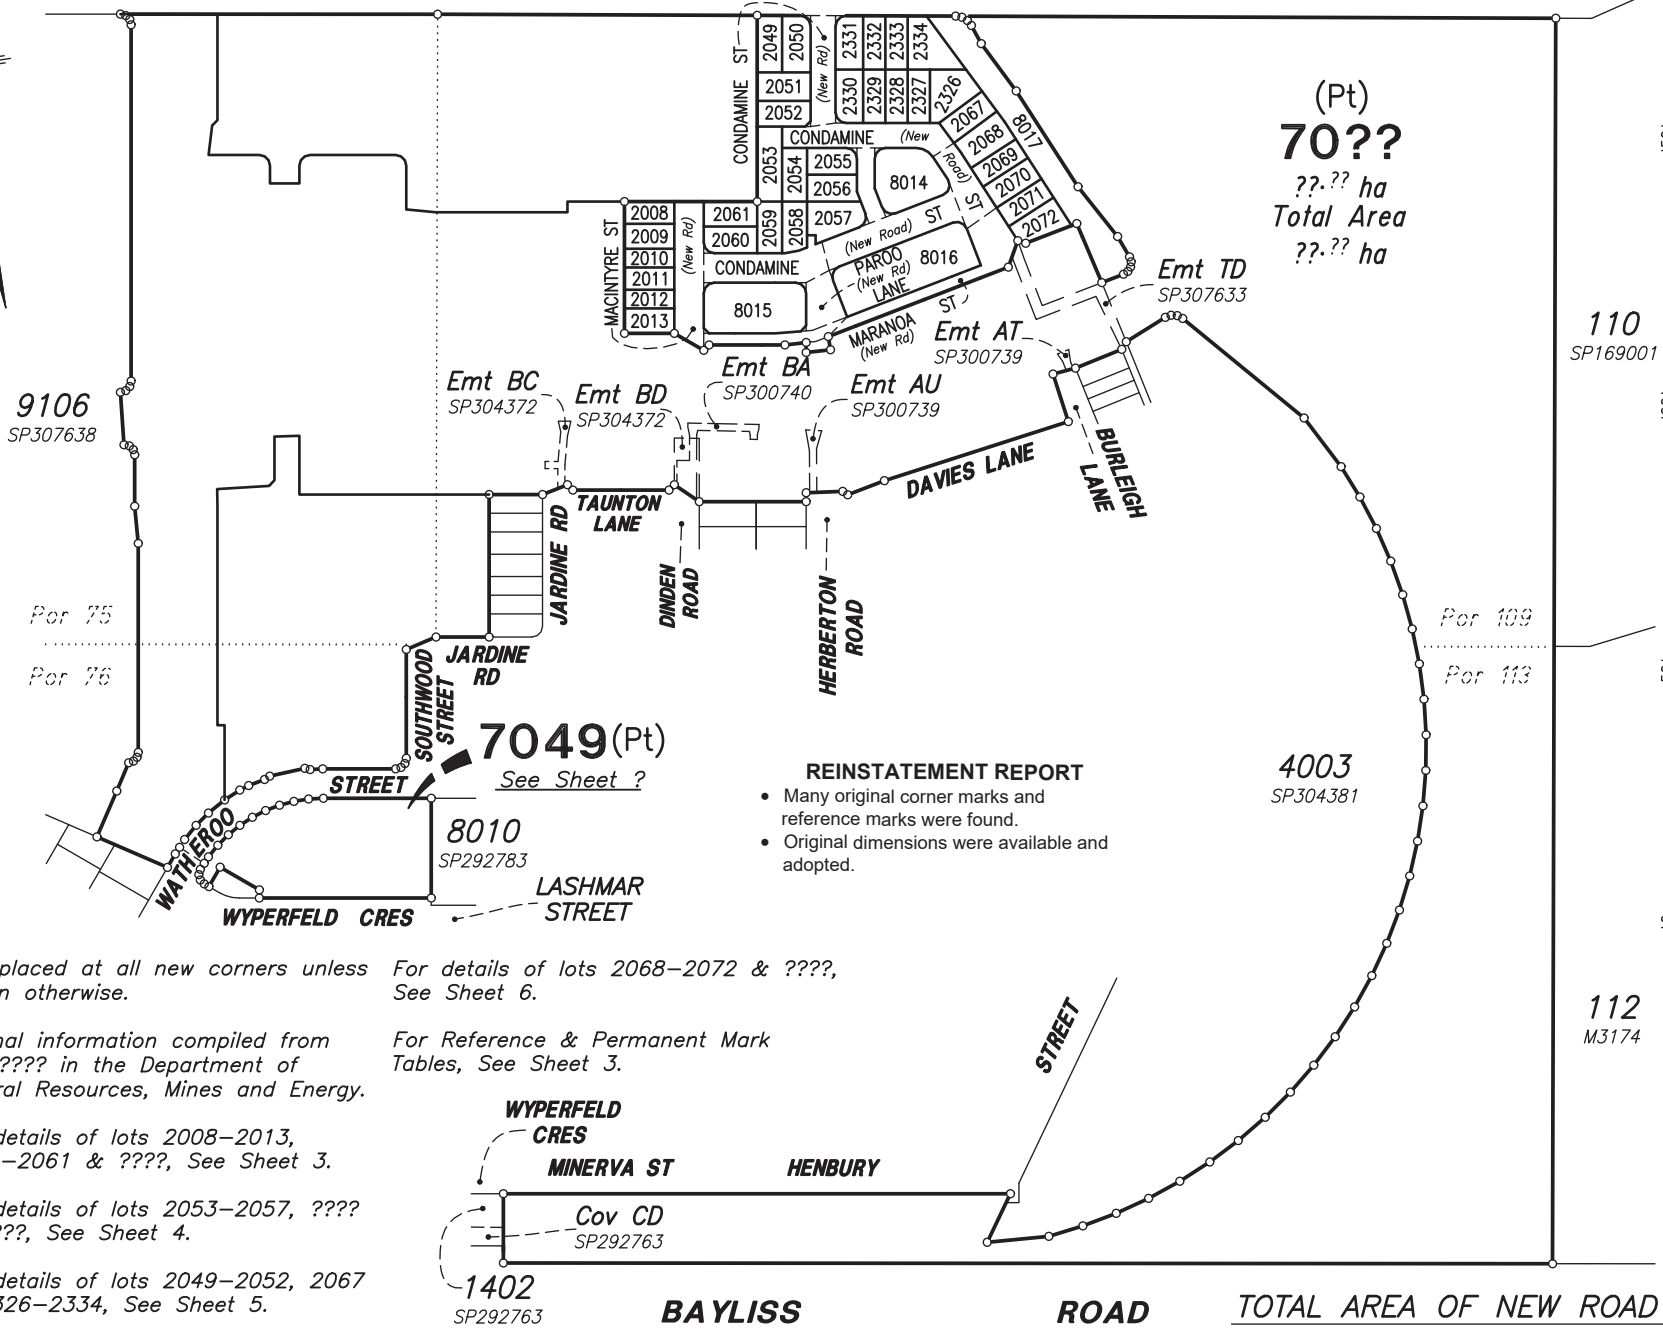 CONDAMINE ST
2049
2050
(New Rd)
2331
2332
2333
2334
2051
2052
2330
2329
2328
2327
2326
2067
2068
2069
2070
2071
2072
8017
CONDAMINE
(New
Road)
ST
2053
2054
2055
2056
2057
2058
2059
8014
(Pt)
70??
??·?? ha
Total Area
??·?? ha
MACINTYRE ST
2008
2009
2010
2011
2012
2013
(New Rd)
2061
2060
CONDAMINE
8015
(New Road) ST
PAROO
(New Rd)
LANE
8016
MARANOA ST
(New Rd)
Emt TD
SP307633
110
SP169001
Emt AT
SP300739
Emt BA
SP300740
Emt AU
SP300739
Emt BC
SP304372
Emt BD
SP304372
9106
SP307638
DAVIES LANE
BURLEIGH
LANE
TAUNTON
LANE
JARDINE RD
DINDEN
ROAD
HERBERTON
ROAD
Por 75
Por 76
Por 109
Por 113
JARDINE
RD
SOUTHWOOD
STREET
7049(Pt)
See Sheet ?
STREET
WATHEROO
8010
SP292783
LASHMAR
STREET
WYPERFELD CRES
REINSTATEMENT REPORT
• Many original corner marks and
reference marks were found.
• Original dimensions were available and
adopted.
4003
SP304381
112
M3174
placed at all new corners unless
n otherwise.
nal information compiled from
???? in the Department of
ral Resources, Mines and Energy.
details of lots 2008-2013,
-2061 & ????, See Sheet 3.
details of lots 2053-2057, ????
???, See Sheet 4.
details of lots 2049-2052, 2067
326-2334, See Sheet 5.
For details of lots 2068-2072 & ????,
See Sheet 6.
For Reference & Permanent Mark
Tables, See Sheet 3.
STREET
WYPERFELD
CRES
MINERVA ST
HENBURY
Cov CD
SP292763
1402
SP292763
BAYLISS ROAD
TOTAL AREA OF NEW ROAD